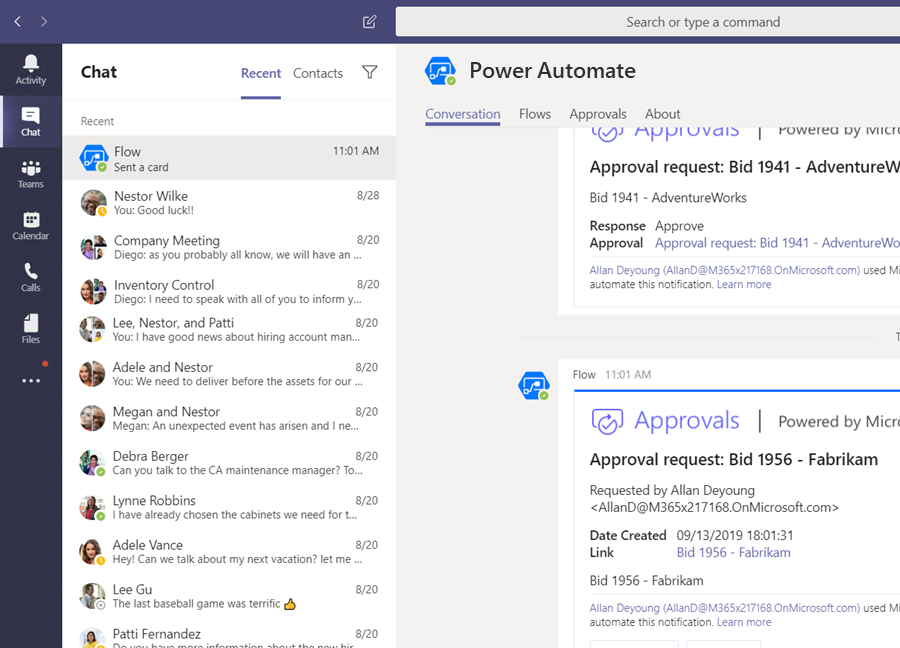 Search or type a command
Activity
Chat
Teams
Calendar
Calls
Files
Chat
Recent
Contacts
Recent
Flow 11:01 AM
Sent a card
Nestor Wilke 8/28
You: Good luck!!
Company Meeting 8/20
Diego: as you probably all know, we will have an ...
Inventory Control 8/20
Diego: I need to speak with all of you to inform y...
Lee, Nestor, and Patti 8/20
You: I have good news about hiring account man...
Adele and Nestor 8/20
You: We need to deliver before the assets for our ...
Megan and Nestor 8/20
Megan: An unexpected event has arisen and I ne...
Debra Berger 8/20
Can you talk to the CA maintenance manager? To...
Lynne Robbins 8/20
I have already chosen the cabinets we need for t...
Adele Vance 8/20
Hey! Can we talk about my next vacation? let me ...
Lee Gu 8/20
The last baseball game was terrific 👍
Patti Fernandez 8/20
Do you have more information about the new hir...
Power Automate
Conversation Flows Approvals About
Approvals | Powered by Micro
Approval request: Bid 1941 - AdventureW
Bid 1941 - AdventureWorks
Response Approve
Approval Approval request: Bid 1941 - AdventureWo
Allan Deyoung (AllanD@M365x217168.OnMicrosoft.com) used Mi
automate this notification. Learn more
Flow 11:01 AM
Approvals | Powered by Micro
Approval request: Bid 1956 - Fabrikam
Requested by Allan Deyoung
<AllanD@M365x217168.OnMicrosoft.com>
Date Created 09/13/2019 18:01:31
Link Bid 1956 - Fabrikam
Bid 1956 - Fabrikam
Allan Deyoung (AllanD@M365x217168.OnMicrosoft.com) used Mi
automate this notification. Learn more